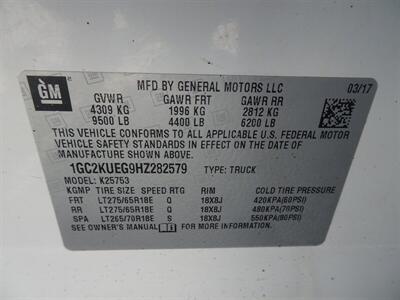 GM
MFD BY GENERAL MOTORS LLC
03/17
GVWR GAWR FRT GAWR RR
4309 KG 1996 KG 2812 KG
9500 LB 4400 LB 6200 LB
THIS VEHICLE CONFORMS TO ALL APPLICABLE U.S. FEDERAL MOTOR
VEHICLE SAFETY STANDARDS IN EFFECT ON THE DATE OF
MANUFACTURE SHOWN ABOVE.
1GC2KUEG9HZ282579 TYPE: TRUCK
MODEL: K25753
KGMP TIRE SIZE SPEED RIM COLD TIRE PRESSURE
FRT LT275/65R18E Q 18X8J 420KPA(60PSI)
RR LT275/65R18E Q 18X8J 480KPA(70PSI)
SPA LT265/70R18E S 18X8J 550KPA(80PSI)
SEE OWNER'S MANUAL FOR MORE INFORMATION.